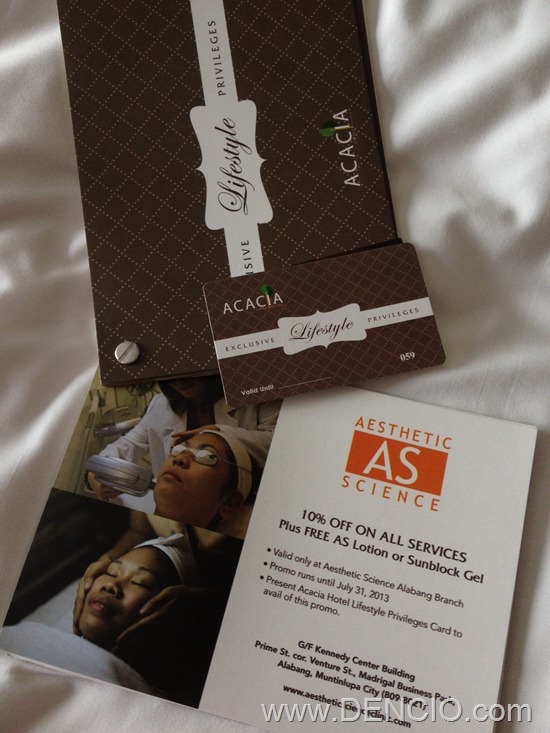 EXCLUSIVE Lifestyle PRIVILEGES
ACACIA
ACACIA
EXCLUSIVE Lifestyle PRIVILEGES
059
Valid Until
AESTHETIC
AS
SCIENCE
10% OFF ON ALL SERVICES
Plus FREE AS Lotion or Sunblock Gel
• Valid only at Aesthetic Science Alabang Branch
• Promo runs until July 31, 2013
• Present Acacia Hotel Lifestyle Privileges Card to
avail of this promo.
G/F Kennedy Center Building
Prime St. cor. Venture St., Madrigal Business Park,
Alabang, Muntinlupa City
www.DENCIO.com